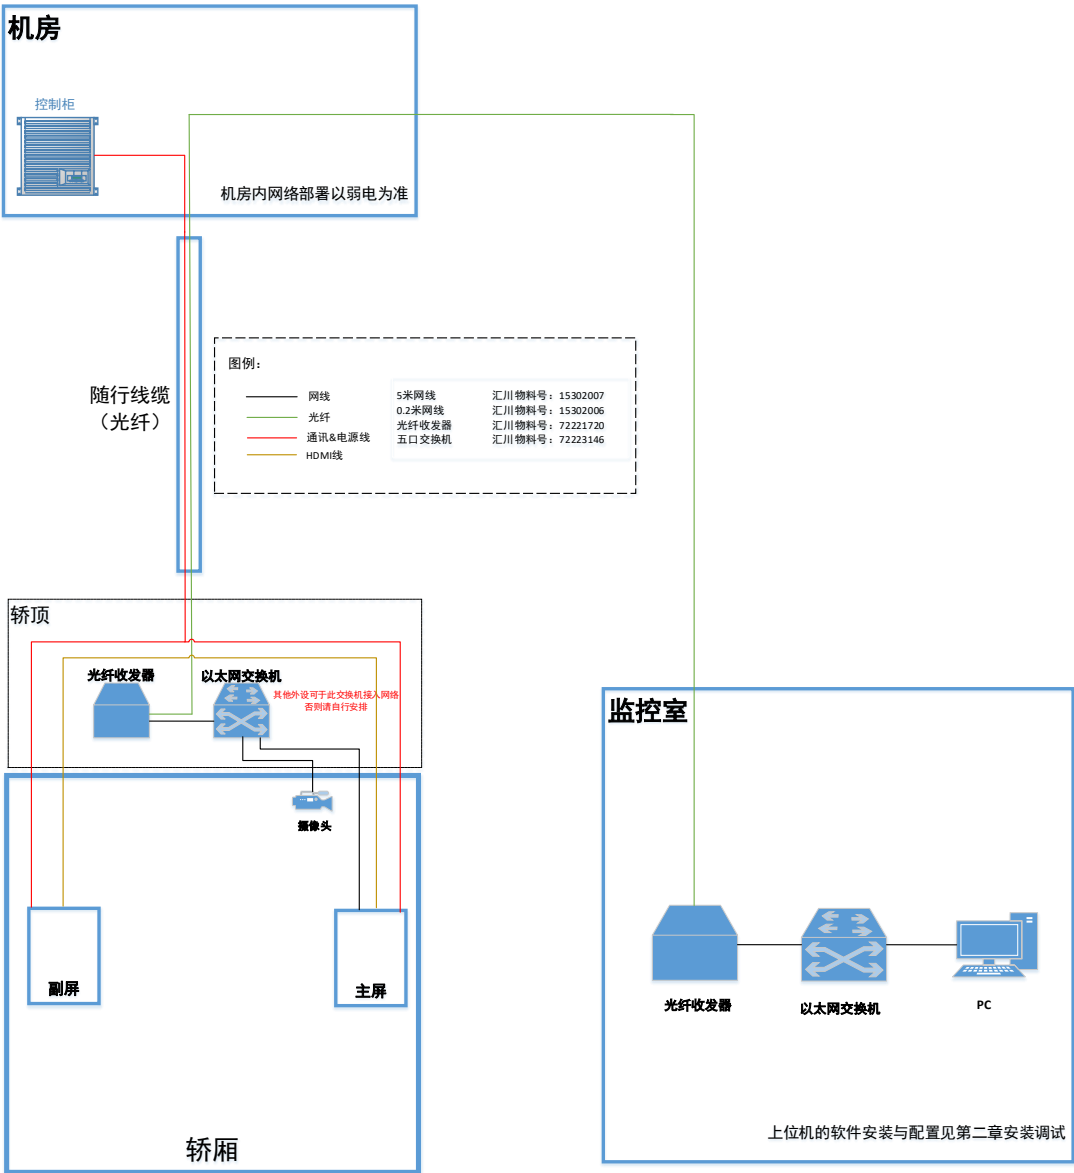 机房
控制柜
机房内网络部署以弱电为准
随行线缆
（光纤）
图例：
网线
光纤
通讯&电源线
HDMI线
5米网线 汇川物料号：15302007
0.2米网线 汇川物料号：15302006
光纤收发器 汇川物料号：72221720
五口交换机 汇川物料号：72223146
轿顶
光纤收发器
以太网交换机
其他外设可于此交换机接入网络
否则请自行安排
摄像头
副屏
主屏
轿厢
监控室
光纤收发器
以太网交换机
PC
上位机的软件安装与配置见第二章安装调试